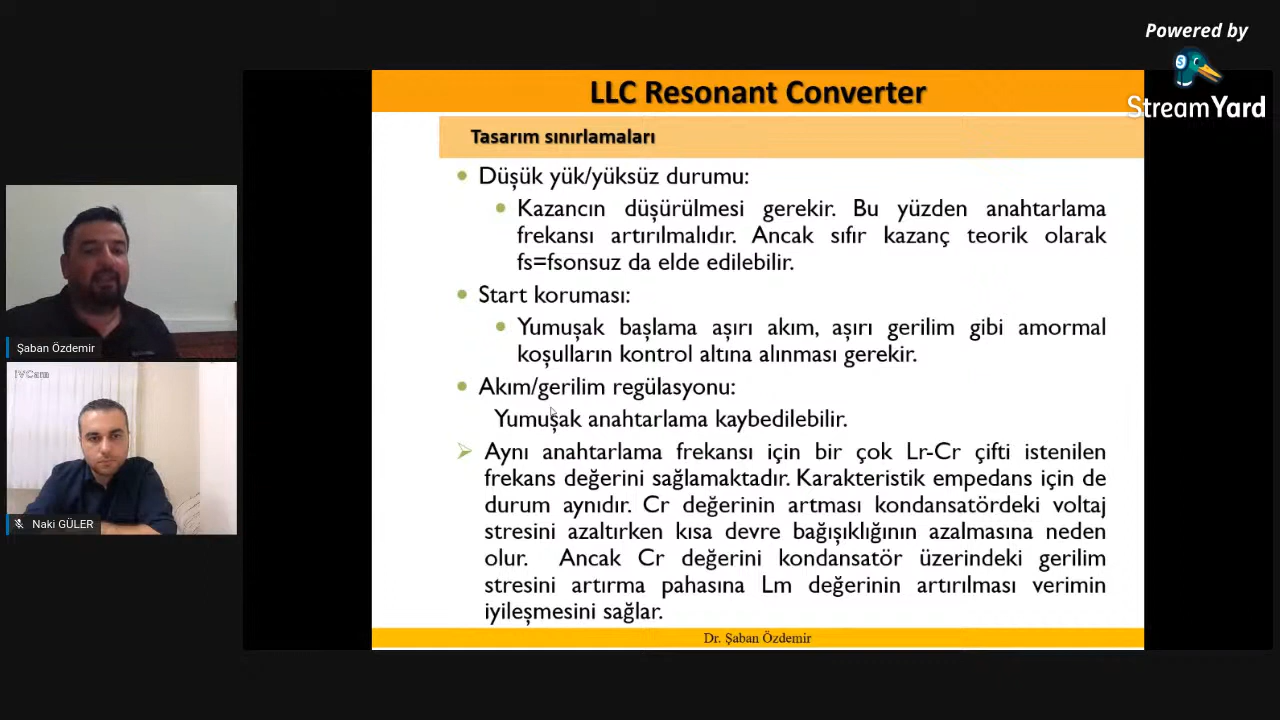 Powered by
StreamYard
LLC Resonant Converter
Tasarım sınırlamaları
Düşük yük/yüksüz durumu:
Kazancın düşürülmesi gerekir. Bu yüzden anahtarlama
frekansı artırılmalıdır. Ancak sıfır kazanç teorik olarak
fs=fsonsuz da elde edilebilir.
Start koruması:
Yumuşak başlama aşırı akım, aşırı gerilim gibi amormal
koşulların kontrol altına alınması gerekir.
Akım/gerilim regülasyonu:
Yumuşak anahtarlama kaybedilebilir.
Aynı anahtarlama frekansı için bir çok Lr-Cr çifti istenilen
frekans değerini sağlamaktadır. Karakteristik empedans için de
durum aynıdır. Cr değerinin artması kondansatördeki voltaj
stresini azaltırken kısa devre bağışıklığının azalmasına neden
olur. Ancak Cr değerini kondansatör üzerindeki gerilim
stresini artırma pahasına Lm değerinin artırılması verimin
iyileşmesini sağlar.
Dr. Şaban Özdemir
Şaban Özdemir
iVCam
Naki GÜLER